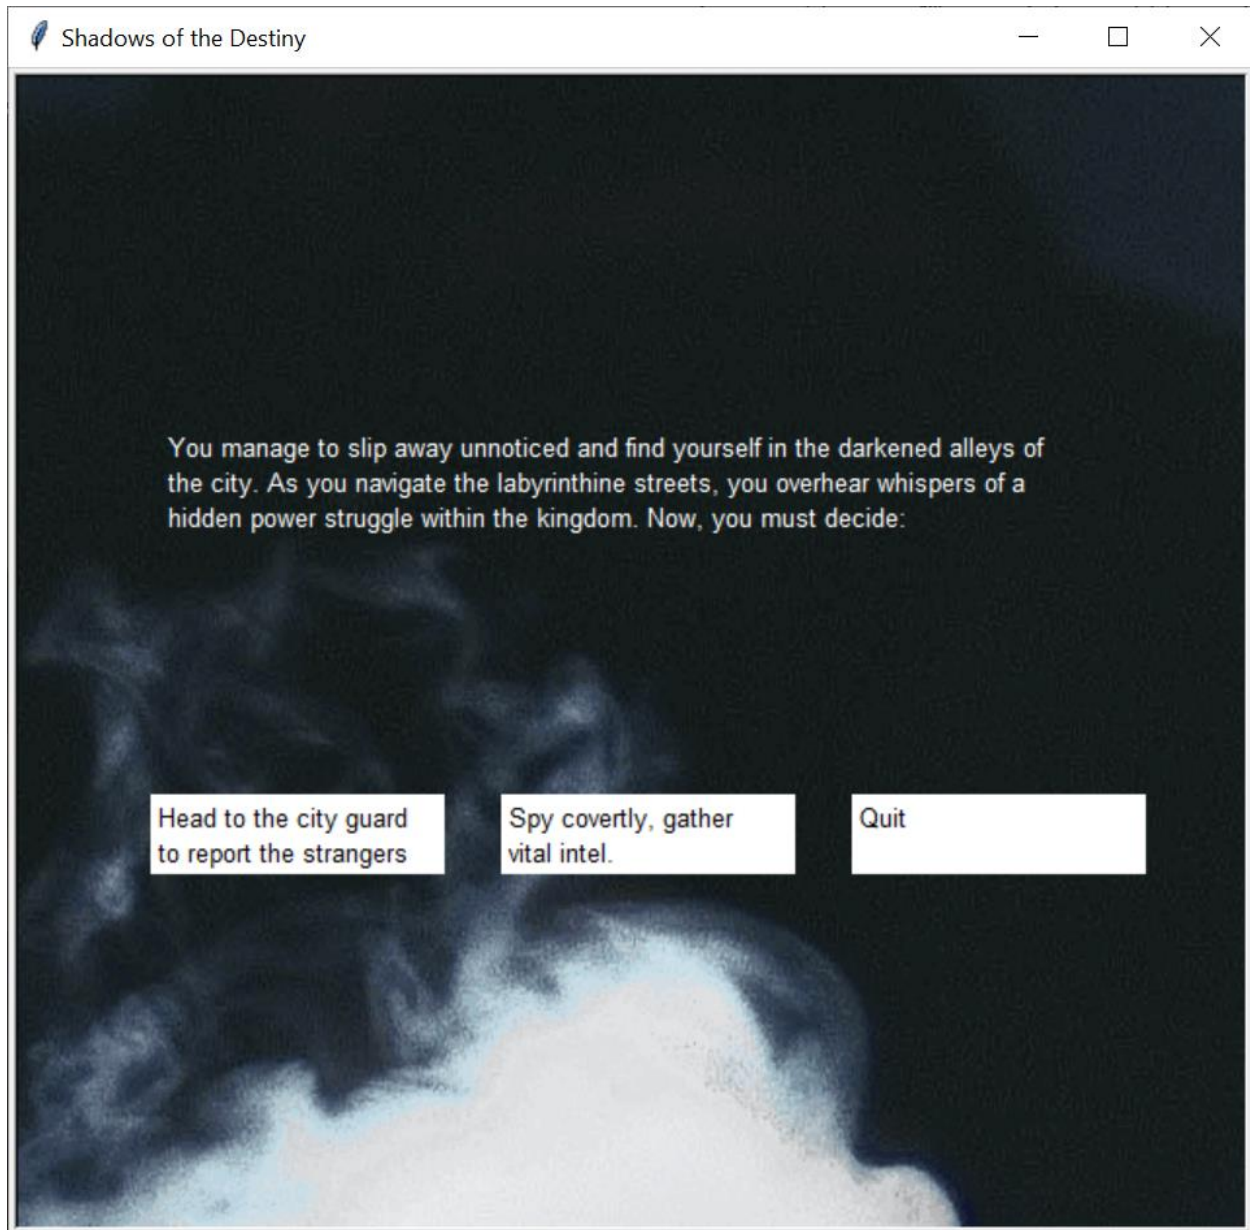 Shadows of the Destiny
You manage to slip away unnoticed and find yourself in the darkened alleys of
the city. As you navigate the labyrinthine streets, you overhear whispers of a
hidden power struggle within the kingdom. Now, you must decide:
Head to the city guard
to report the strangers
Spy covertly, gather
vital intel.
Quit